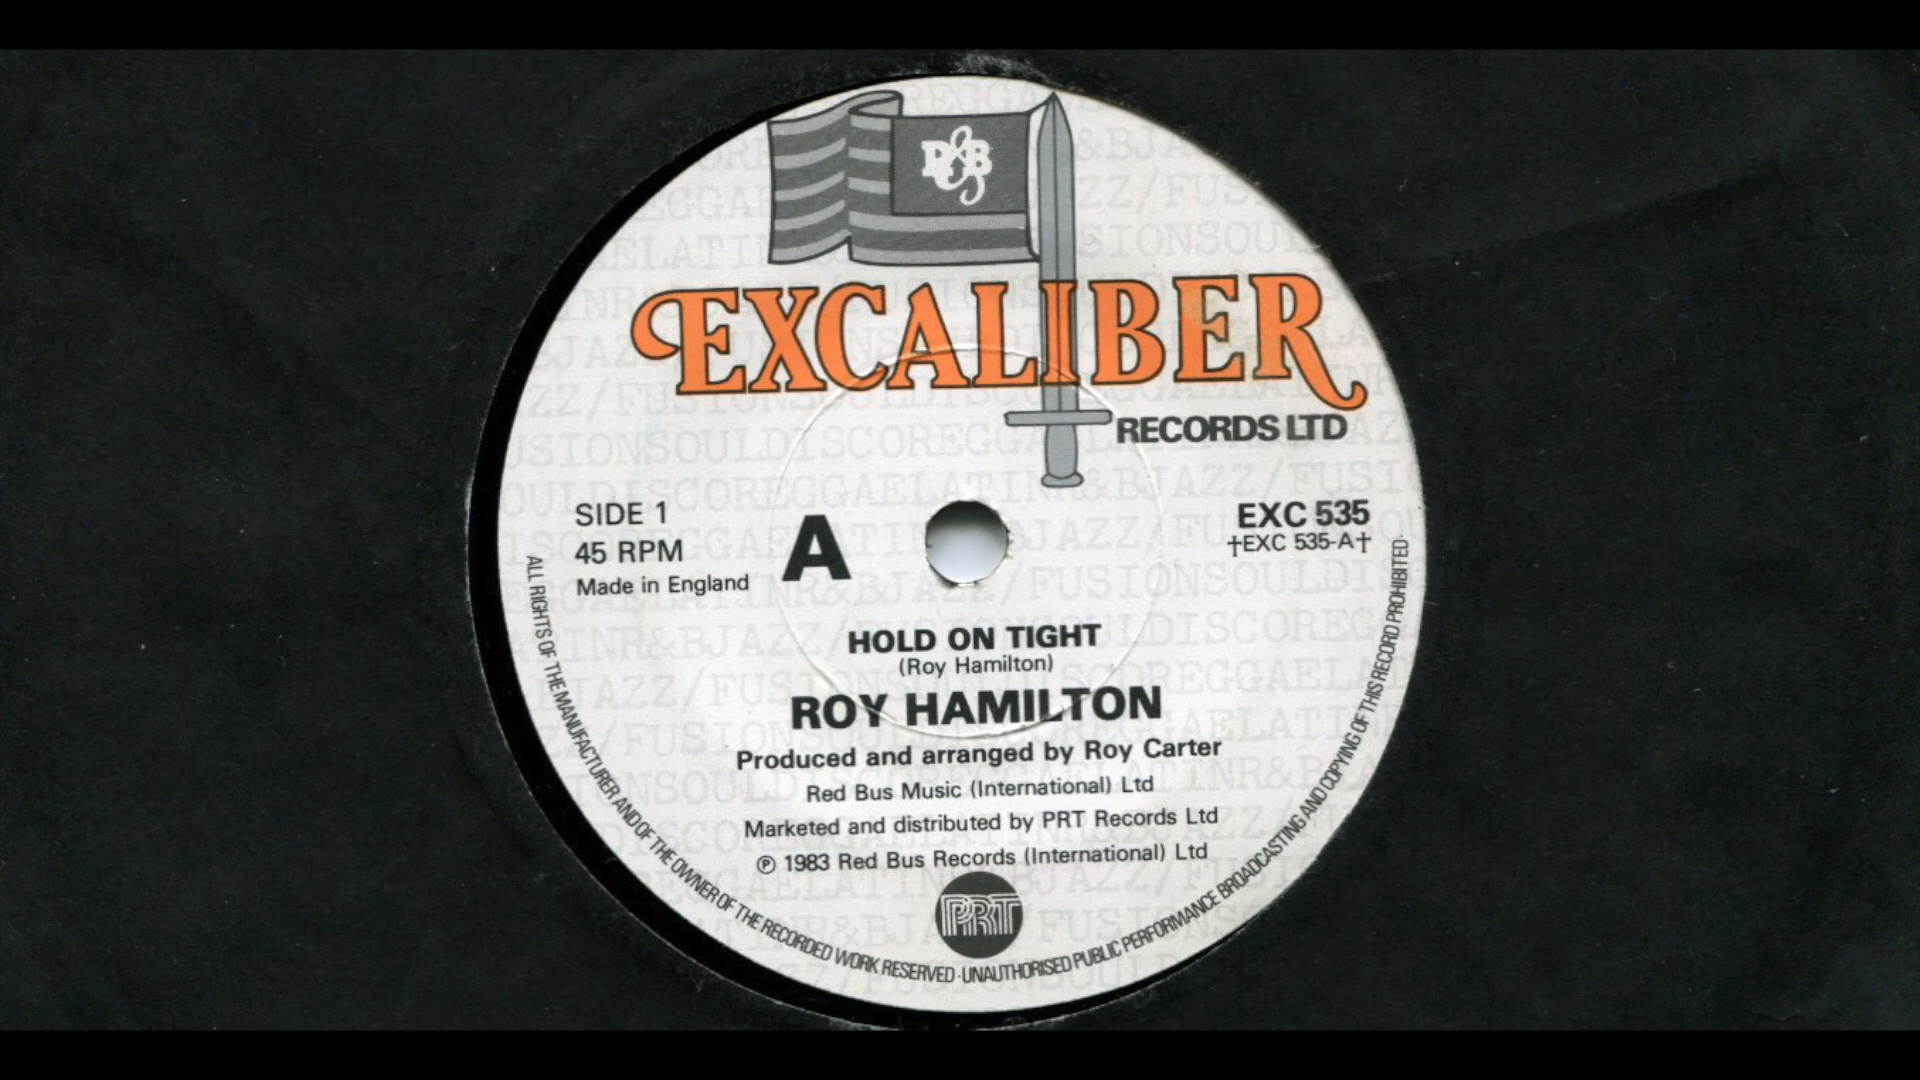 R&B
EXCALIBER
RECORDS LTD
SIDE 1
45 RPM
Made in England
A
EXC 535
†EXC 535-A†
HOLD ON TIGHT
(Roy Hamilton)
ROY HAMILTON
Produced and arranged by Roy Carter
Red Bus Music (International) Ltd
Marketed and distributed by PRT Records Ltd
Ⓟ 1983 Red Bus Records (International) Ltd
PRT
ALL RIGHTS OF THE MANUFACTURER AND OF THE OWNER OF THE RECORDED WORK RESERVED · UNAUTHORISED PUBLIC PERFORMANCE BROADCASTING AND COPYING OF THIS RECORD PROHIBITED ·